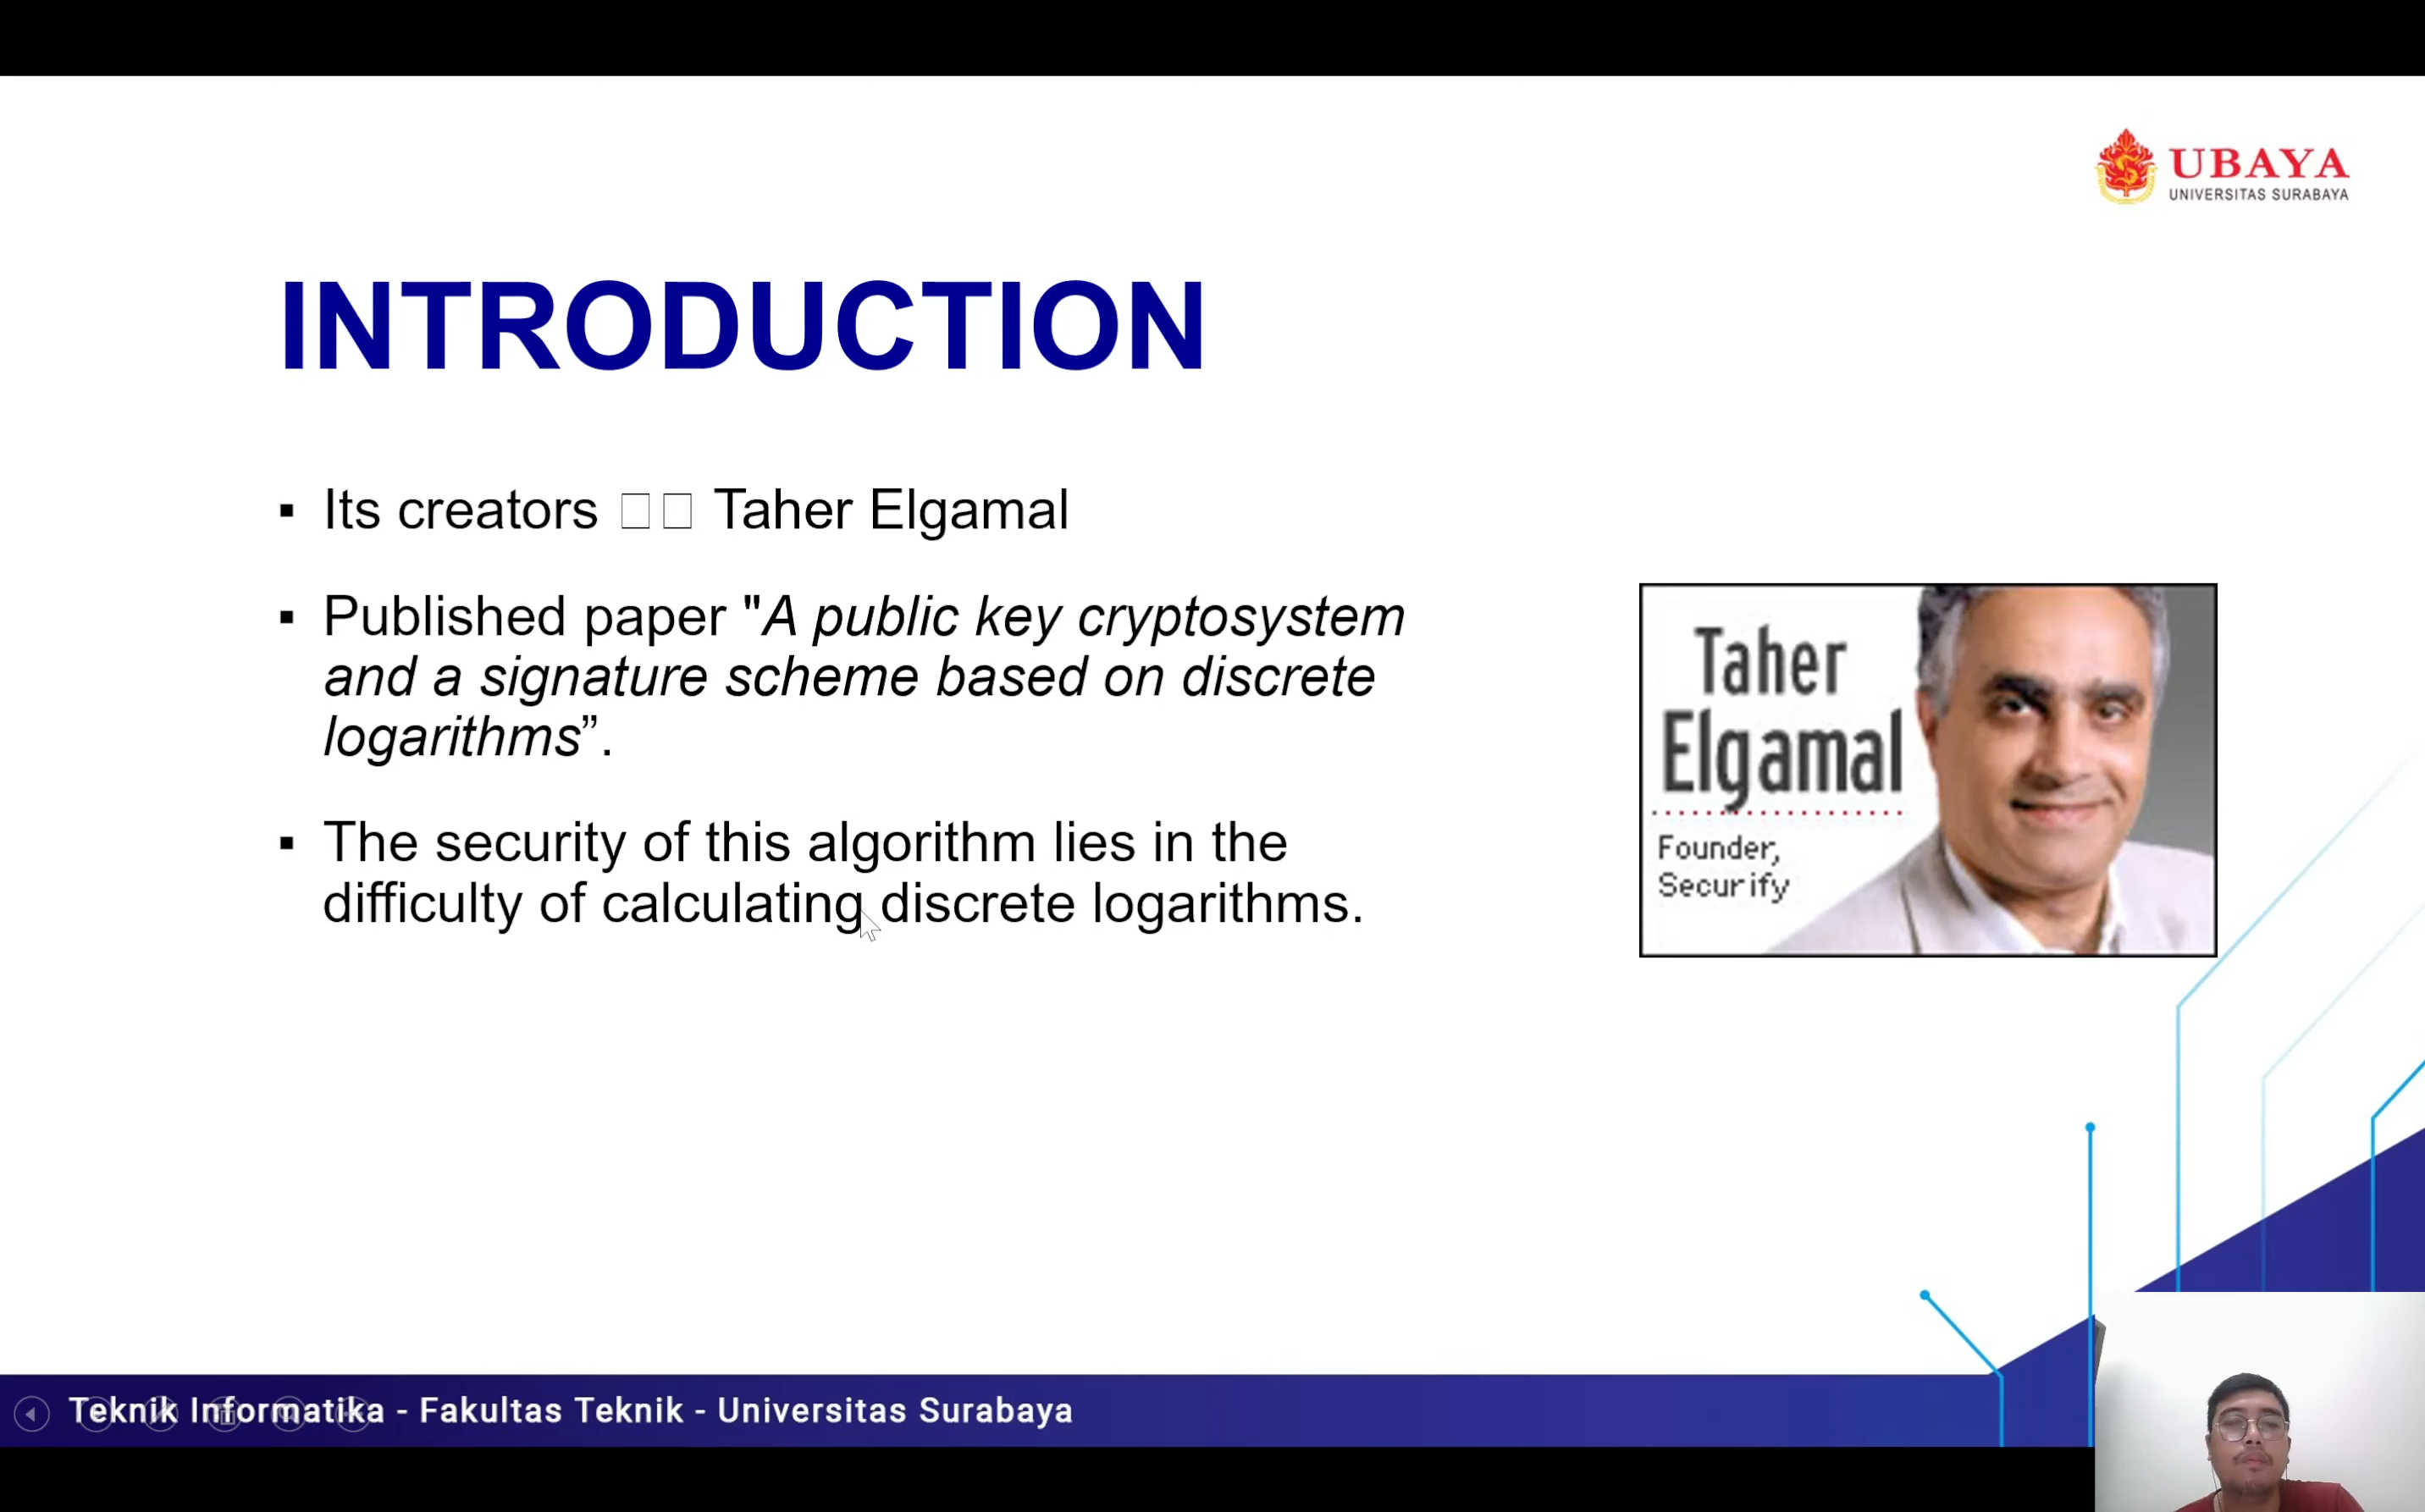 UBAYA
UNIVERSITAS SURABAYA
INTRODUCTION
▪ Its creators □□ Taher Elgamal
▪ Published paper "A public key cryptosystem
and a signature scheme based on discrete
logarithms”.
▪ The security of this algorithm lies in the
difficulty of calculating discrete logarithms.
Taher
Elgamal
Founder,
Securify
Teknik Informatika - Fakultas Teknik - Universitas Surabaya